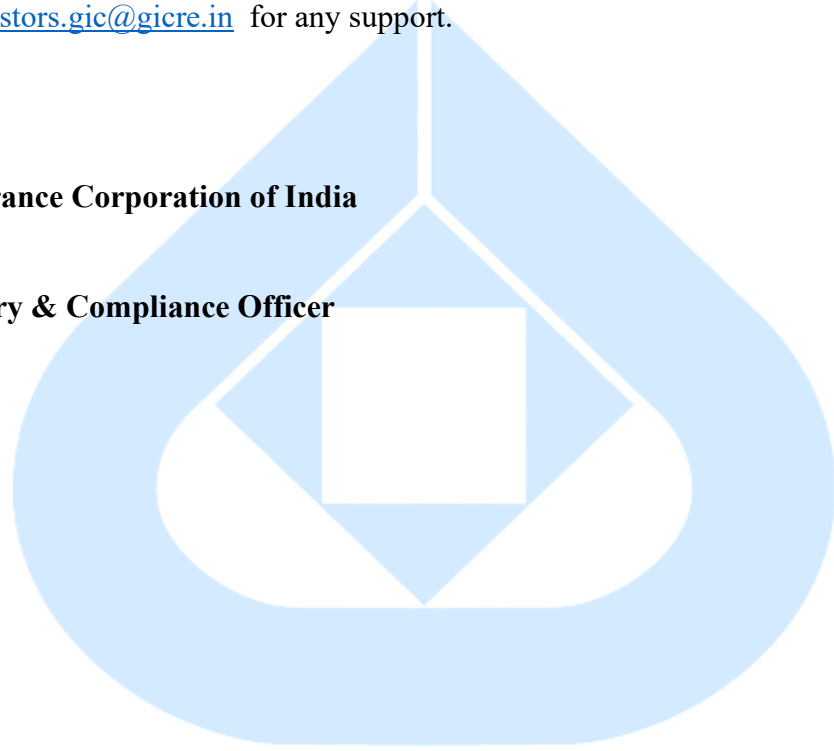 stors.gic@gicre.in for any support.
rance Corporation of India
ry & Compliance Officer